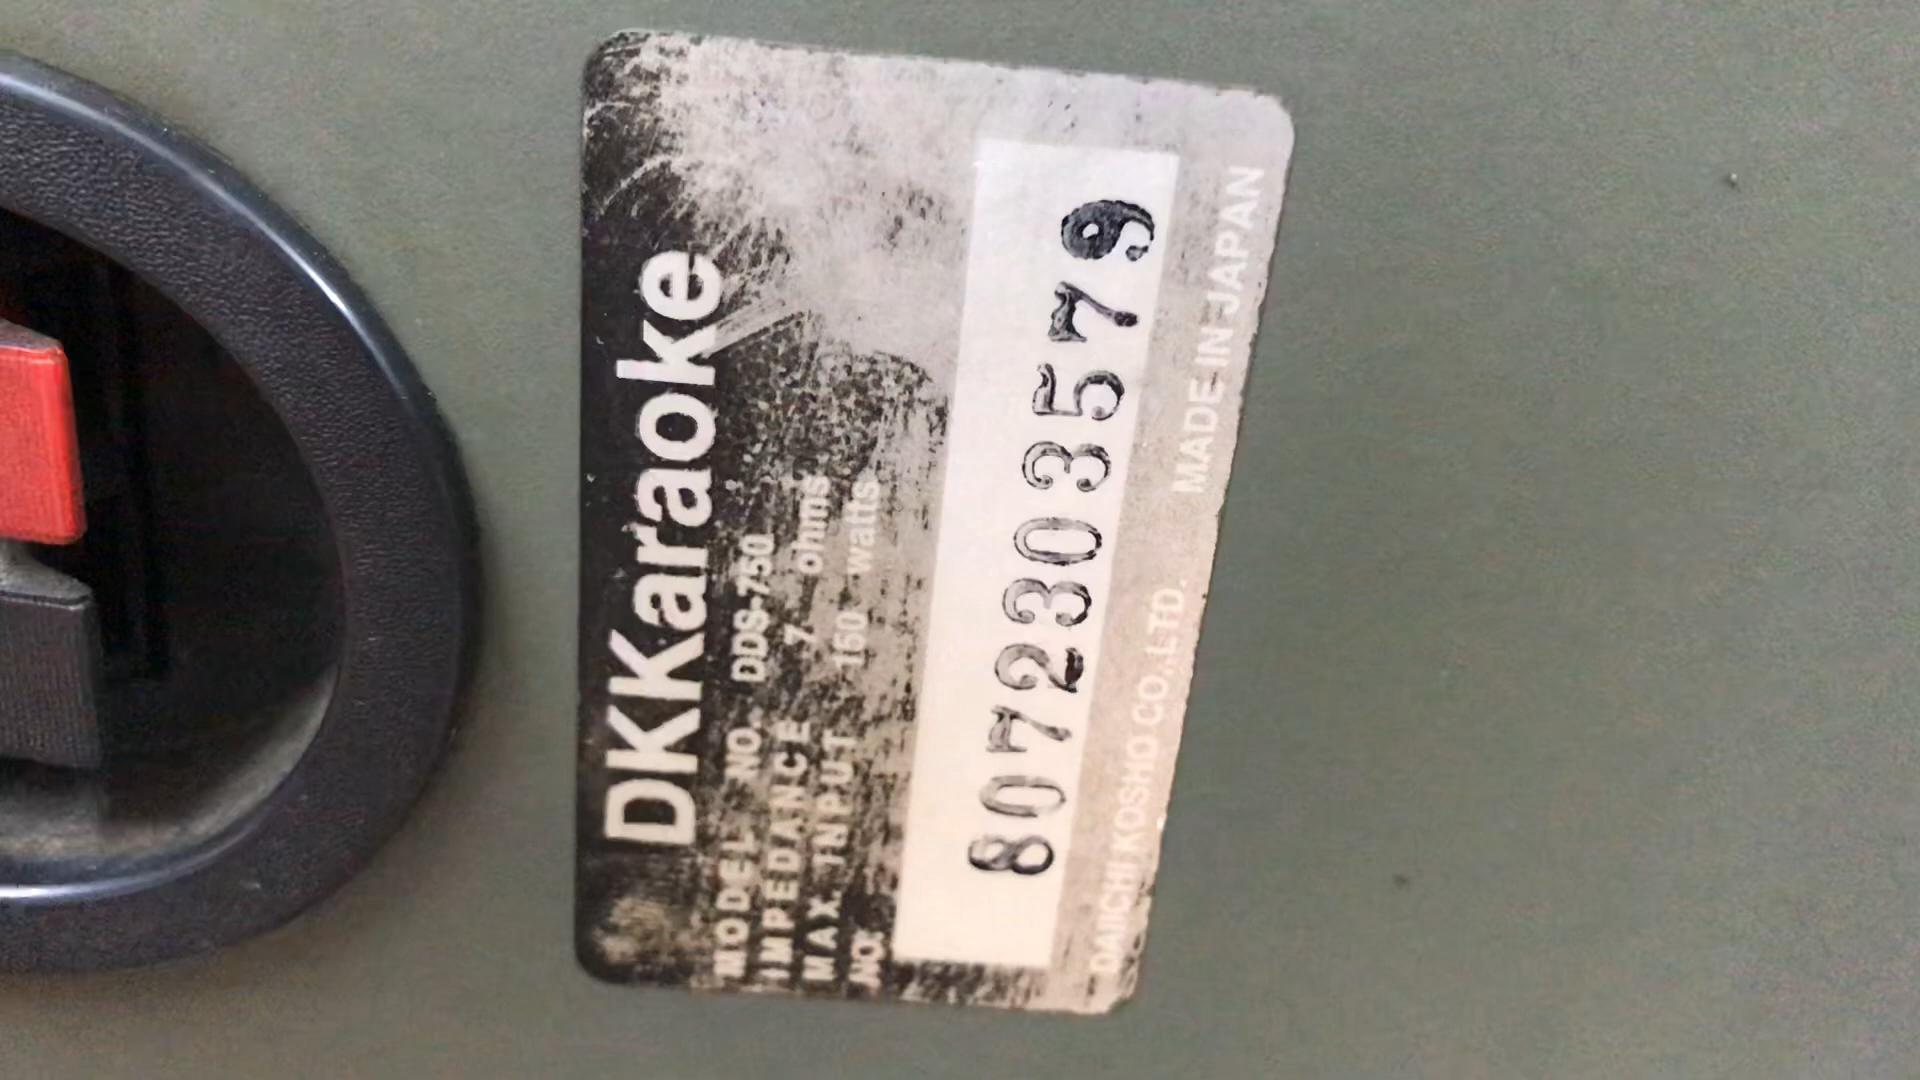 DKKaraoke
MODEL NO. DDS-750
IMPEDANCE 7 ohms
MAX. INPUT 160 watts
NO.
8072303579
DAIICHI KOSHO CO.,LTD. MADE IN JAPAN